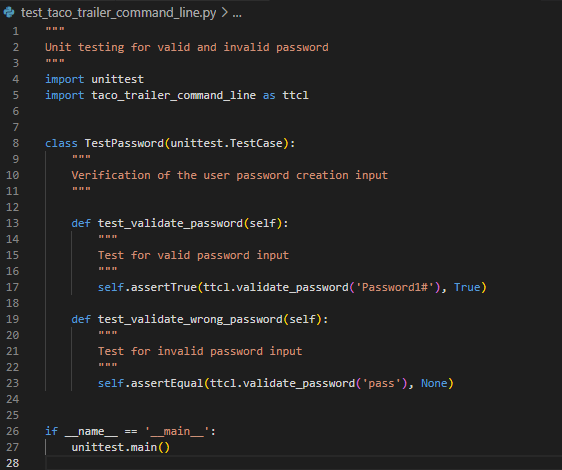 test_taco_trailer_command_line.py > ...
1 """
2 Unit testing for valid and invalid password
3 """
4 import unittest
5 import taco_trailer_command_line as ttcl
6
7
8 class TestPassword(unittest.TestCase):
9     """
10     Verification of the user password creation input
11     """
12
13     def test_validate_password(self):
14         """
15         Test for valid password input
16         """
17         self.assertTrue(ttcl.validate_password('Password1#'), True)
18
19     def test_validate_wrong_password(self):
20         """
21         Test for invalid password input
22         """
23         self.assertEqual(ttcl.validate_password('pass'), None)
24
25
26 if __name__ == '__main__':
27     unittest.main()
28